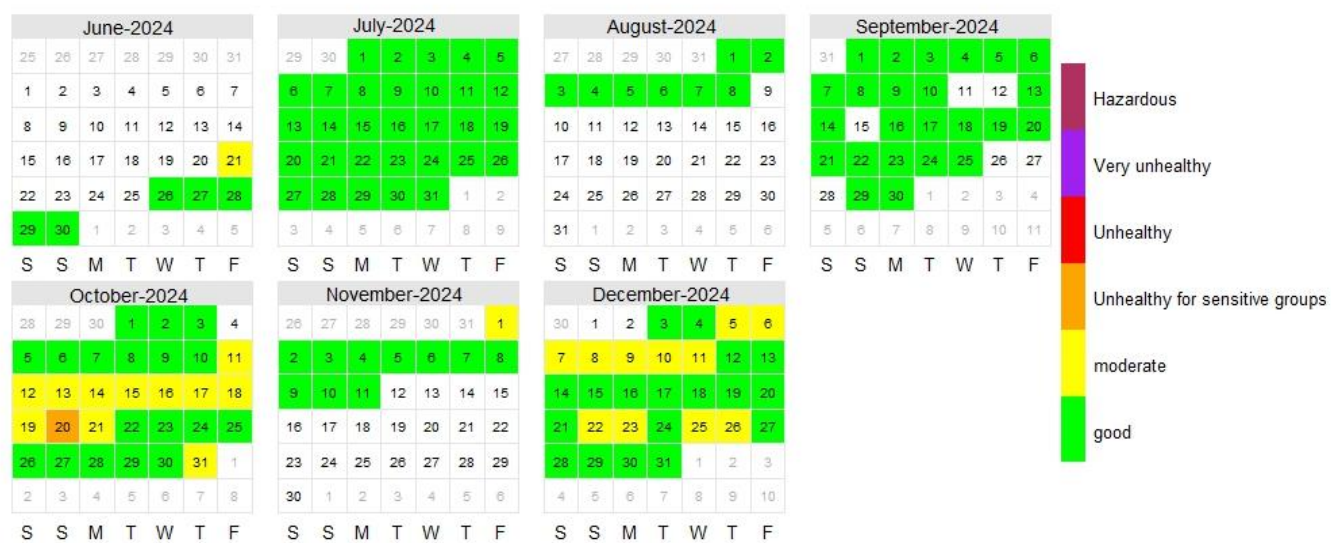 June-2024
25 26 27 28 29 30 31
1 2 3 4 5 6 7
8 9 10 11 12 13 14
15 16 17 18 19 20 21
22 23 24 25 26 27 28
29 30 1 2 3 4 5
S S M T W T F
July-2024
29 30 1 2 3 4 5
6 7 8 9 10 11 12
13 14 15 16 17 18 19
20 21 22 23 24 25 26
27 28 29 30 31 1 2
3 4 5 6 7 8 9
S S M T W T F
August-2024
27 28 29 30 31 1 2
3 4 5 6 7 8 9
10 11 12 13 14 15 16
17 18 19 20 21 22 23
24 25 26 27 28 29 30
31 1 2 3 4 5 6
S S M T W T F
September-2024
31 1 2 3 4 5 6
7 8 9 10 11 12 13
14 15 16 17 18 19 20
21 22 23 24 25 26 27
28 29 30 1 2 3 4
5 6 7 8 9 10 11
S S M T W T F
October-2024
28 29 30 1 2 3 4
5 6 7 8 9 10 11
12 13 14 15 16 17 18
19 20 21 22 23 24 25
26 27 28 29 30 31 1
2 3 4 5 6 7 8
S S M T W T F
November-2024
26 27 28 29 30 31 1
2 3 4 5 6 7 8
9 10 11 12 13 14 15
16 17 18 19 20 21 22
23 24 25 26 27 28 29
30 1 2 3 4 5 6
S S M T W T F
December-2024
30 1 2 3 4 5 6
7 8 9 10 11 12 13
14 15 16 17 18 19 20
21 22 23 24 25 26 27
28 29 30 31 1 2 3
4 5 6 7 8 9 10
S S M T W T F
Hazardous
Very unhealthy
Unhealthy
Unhealthy for sensitive groups
moderate
good